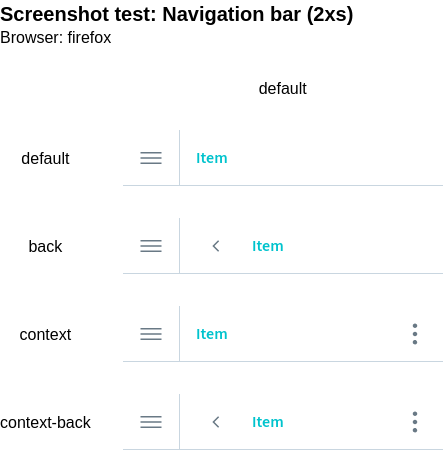 Screenshot test: Navigation bar (2xs)
Browser: firefox
default
default Item
back Item
context Item
context-back Item